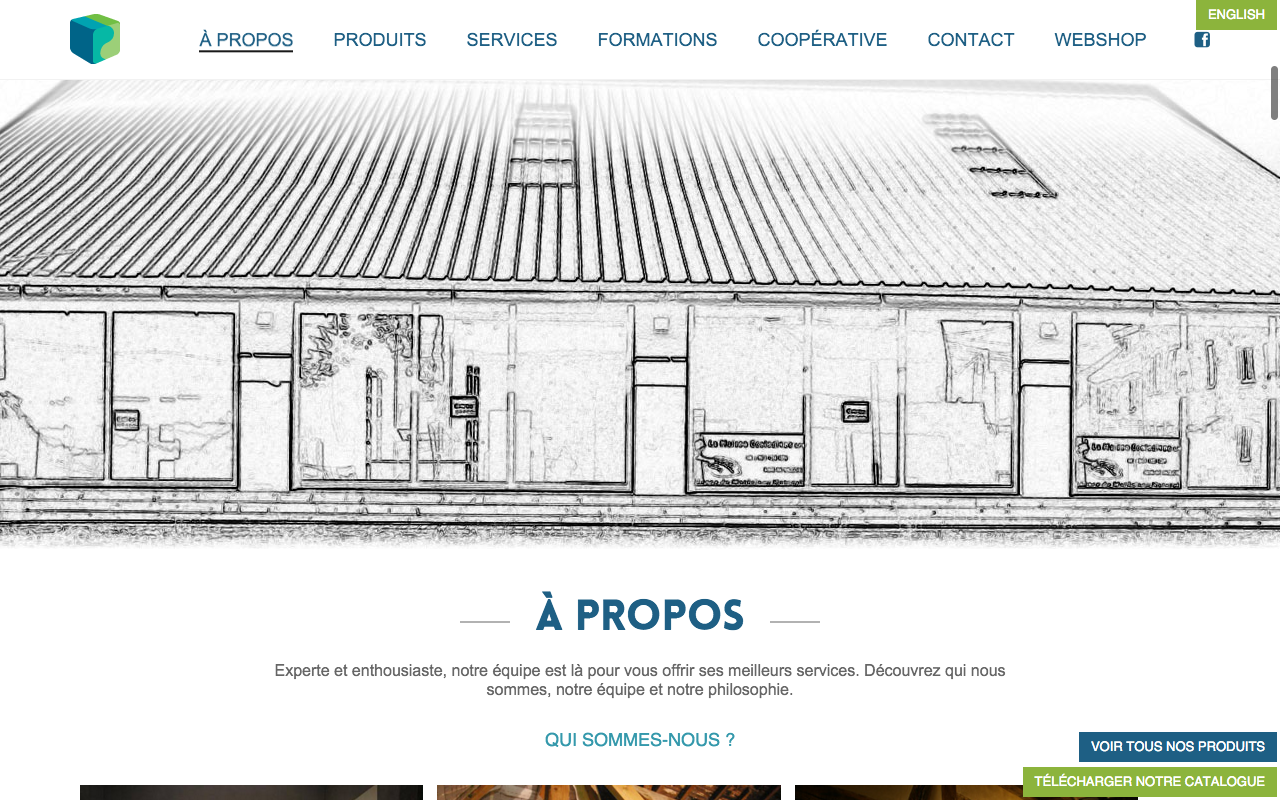 ENGLISH
À PROPOS PRODUITS SERVICES FORMATIONS COOPÉRATIVE CONTACT WEBSHOP
À PROPOS
Experte et enthousiaste, notre équipe est là pour vous offrir ses meilleurs services. Découvrez qui nous
sommes, notre équipe et notre philosophie.
QUI SOMMES-NOUS ?
VOIR TOUS NOS PRODUITS
TÉLÉCHARGER NOTRE CATALOGUE